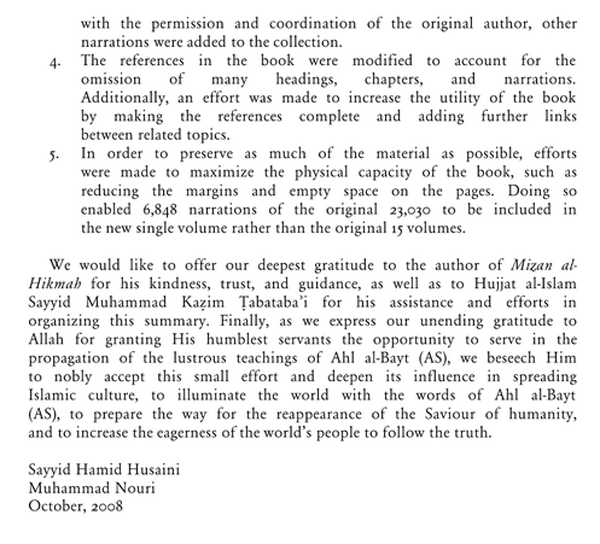 with the permission and coordination of the original author, other
narrations were added to the collection.
4. The references in the book were modified to account for the
omission of many headings, chapters, and narrations.
Additionally, an effort was made to increase the utility of the book
by making the references complete and adding further links
between related topics.
5. In order to preserve as much of the material as possible, efforts
were made to maximize the physical capacity of the book, such as
reducing the margins and empty space on the pages. Doing so
enabled 6,848 narrations of the original 23,030 to be included in
the new single volume rather than the original 15 volumes.
We would like to offer our deepest gratitude to the author of Mizan al-
Hikmah for his kindness, trust, and guidance, as well as to Hujjat al-Islam
Sayyid Muhammad Kaẓim Ṭabataba'i for his assistance and efforts in
organizing this summary. Finally, as we express our unending gratitude to
Allah for granting His humblest servants the opportunity to serve in the
propagation of the lustrous teachings of Ahl al-Bayt (AS), we beseech Him
to nobly accept this small effort and deepen its influence in spreading
Islamic culture, to illuminate the world with the words of Ahl al-Bayt
(AS), to prepare the way for the reappearance of the Saviour of humanity,
and to increase the eagerness of the world's people to follow the truth.
Sayyid Hamid Husaini
Muhammad Nouri
October, 2008